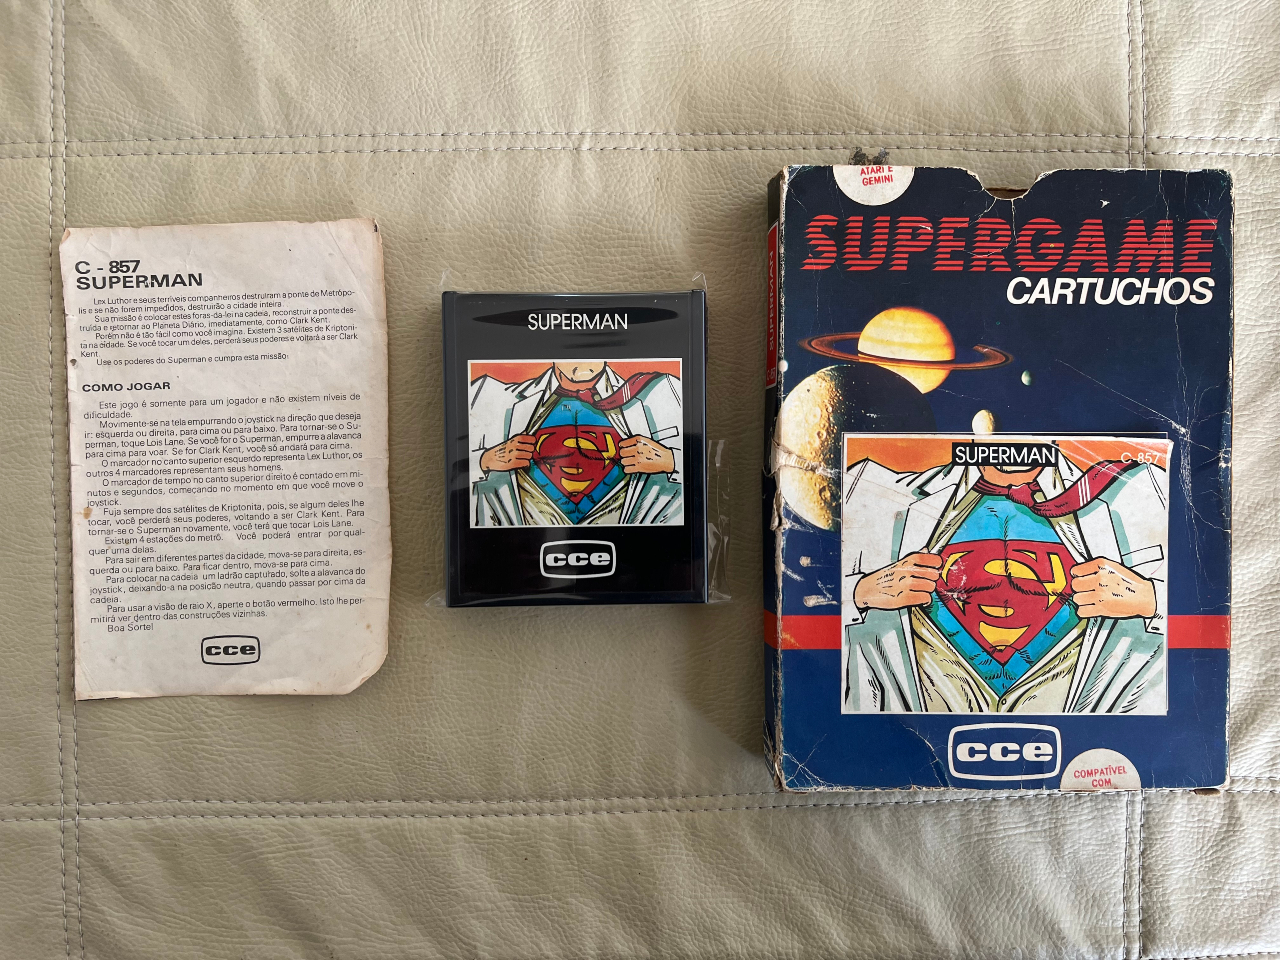 C - 857
SUPERMAN
Lex Luthor e seus terríveis companheiros destruiram a ponte de Metrópo-
lis e se não forem impedidos, destruirão a cidade inteira.
Sua missão é colocar estes foras-da-lei na cadeia, reconstruir a ponte des-
truída e retornar ao Planeta Diário, imediatamente, como Clark Kent.
Porém não é tão fácil como você imagina. Existem 3 satélites de Kriptoni-
ta na cidade. Se você tocar um deles, perderá seus poderes e voltará a ser Clark
Kent.
Use os poderes do Superman e cumpra esta missão
COMO JOGAR
Este jogo é somente para um jogador e não existem níveis de
dificuldade.
Movimente-se na tela empurrando o joystick na direção que deseja
ir: esquerda ou direita, para cima ou para baixo. Para tornar-se o Su-
perman, toque Lois Lane. Se você for o Superman, empurre a alavanca
para cima para voar. Se for Clark Kent, você só andará para cima.
O marcador no canto superior esquerdo representa Lex Luthor, os
outros 4 marcadores representam seus homens.
O marcador de tempo no canto superior direito é contado em mi-
nutos e segundos, começando no momento em que você move o
joystick.
Fuja sempre dos satélites de Kriptonita, pois, se algum deles lhe
tocar, você perderá seus poderes, voltando a ser Clark Kent. Para
tornar-se o Superman novamente, você terá que tocar Lois Lane.
Existem 4 estações do metrô. Você poderá entrar por qual-
quer uma delas.
Para sair em diferentes partes da cidade, mova-se para direita, es-
querda ou para baixo. Para ficar dentro, mova-se para cima.
Para colocar na cadeia um ladrão captutado, solte a alavanca do
joystick, deixando-a na posição neutra, quando passar por cima da
cadeia.
Para usar a visão de raio X, aperte o botão vermelho. Isto lhe per-
mitirá ver dentro das construções vizinhas.
Boa Sorte!
cce
SUPERMAN
cce
ATARI E
GEMINI
SUPERGAME
CARTUCHOS
SUPERMAN
SUPERMAN
C-857
cce
COMPATÍVEL
COM